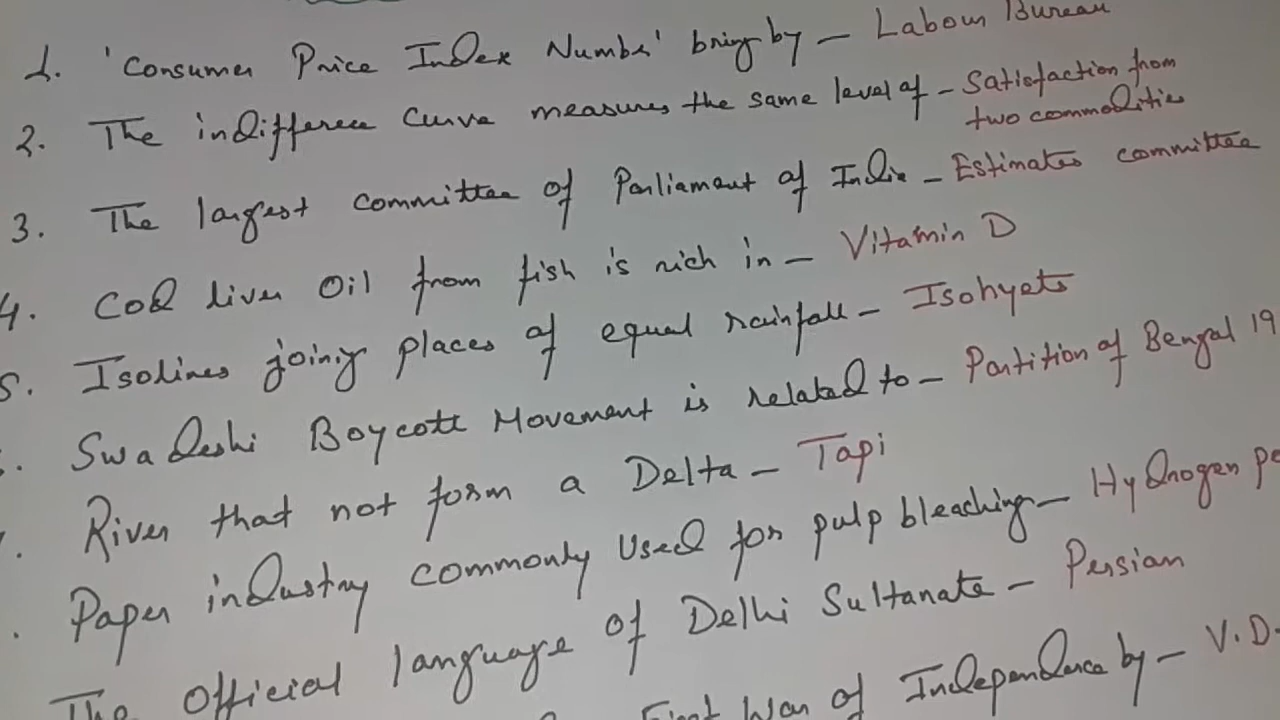 1. 'Consumer Price Index Number' bring by - Labour Bureau
2. The indifference Curve measures the same level of - Satisfaction from
two commodities
3. The largest committee of Parliament of India - Estimates committee
4. Cod liver Oil from fish is rich in - Vitamin D
5. Isolines joining places of equal rainfall - Isohyets
Swadeshi Boycott Movement is related to - Partition of Bengal 19
River that not form a Delta - Tapi
Paper industry commonly Used for pulp bleaching - Hydrogen pe
The Official language of Delhi Sultanate - Persian
First War of Independence by - V.D.